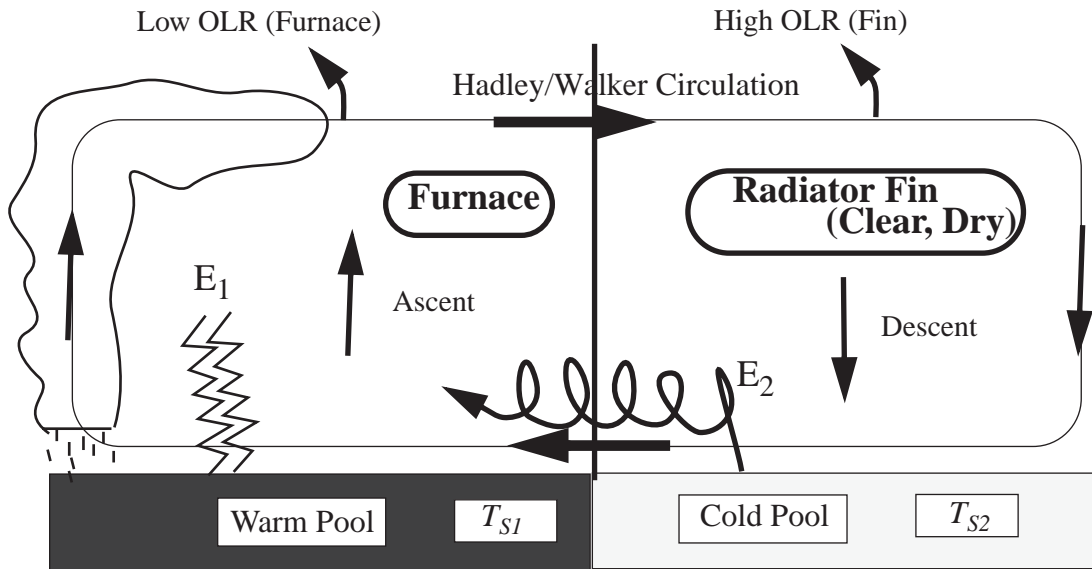 Low OLR (Furnace)
High OLR (Fin)
Hadley/Walker Circulation
Furnace
Radiator Fin
(Clear, Dry)
E1
Ascent
Descent
E2
Warm Pool
TS1
Cold Pool
TS2